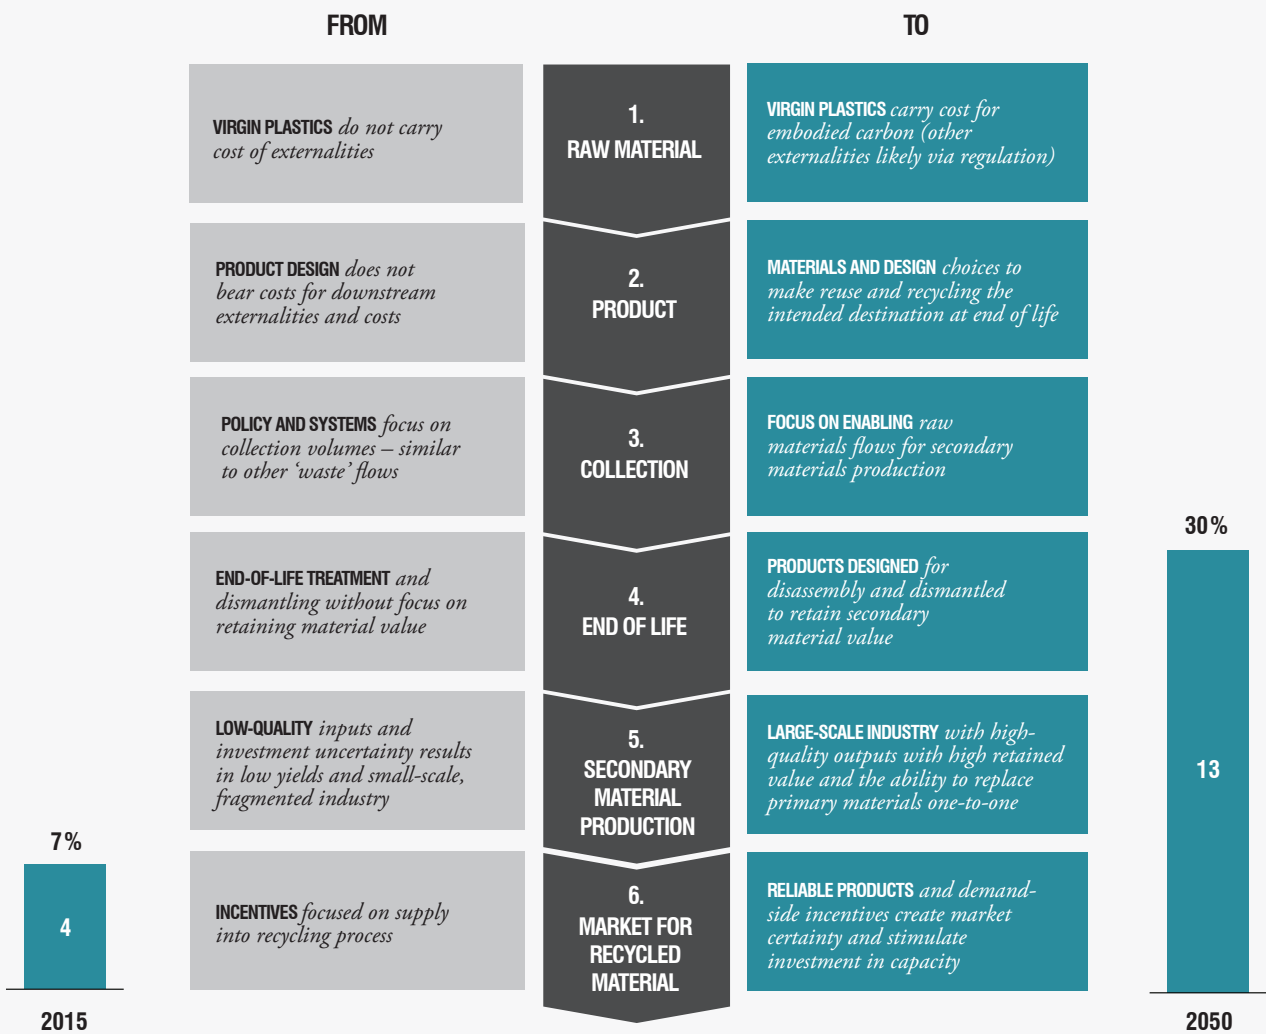 FROM
TO
VIRGIN PLASTICS do not carry
cost of externalities
1.
RAW MATERIAL
VIRGIN PLASTICS carry cost for
embodied carbon (other
externalities likely via regulation)
PRODUCT DESIGN does not
bear costs for downstream
externalities and costs
2.
PRODUCT
MATERIALS AND DESIGN choices to
make reuse and recycling the
intended destination at end of life
POLICY AND SYSTEMS focus on
collection volumes – similar
to other ‘waste’ flows
3.
COLLECTION
FOCUS ON ENABLING raw
materials flows for secondary
materials production
END-OF-LIFE TREATMENT and
dismantling without focus on
retaining material value
4.
END OF LIFE
PRODUCTS DESIGNED for
disassembly and dismantled
to retain secondary
material value
LOW-QUALITY inputs and
investment uncertainty results
in low yields and small-scale,
fragmented industry
5.
SECONDARY
MATERIAL
PRODUCTION
LARGE-SCALE INDUSTRY with high-
quality outputs with high retained
value and the ability to replace
primary materials one-to-one
INCENTIVES focused on supply
into recycling process
6.
MARKET FOR
RECYCLED
MATERIAL
RELIABLE PRODUCTS and demand-
side incentives create market
certainty and stimulate
investment in capacity
7%
4
2015
30%
13
2050